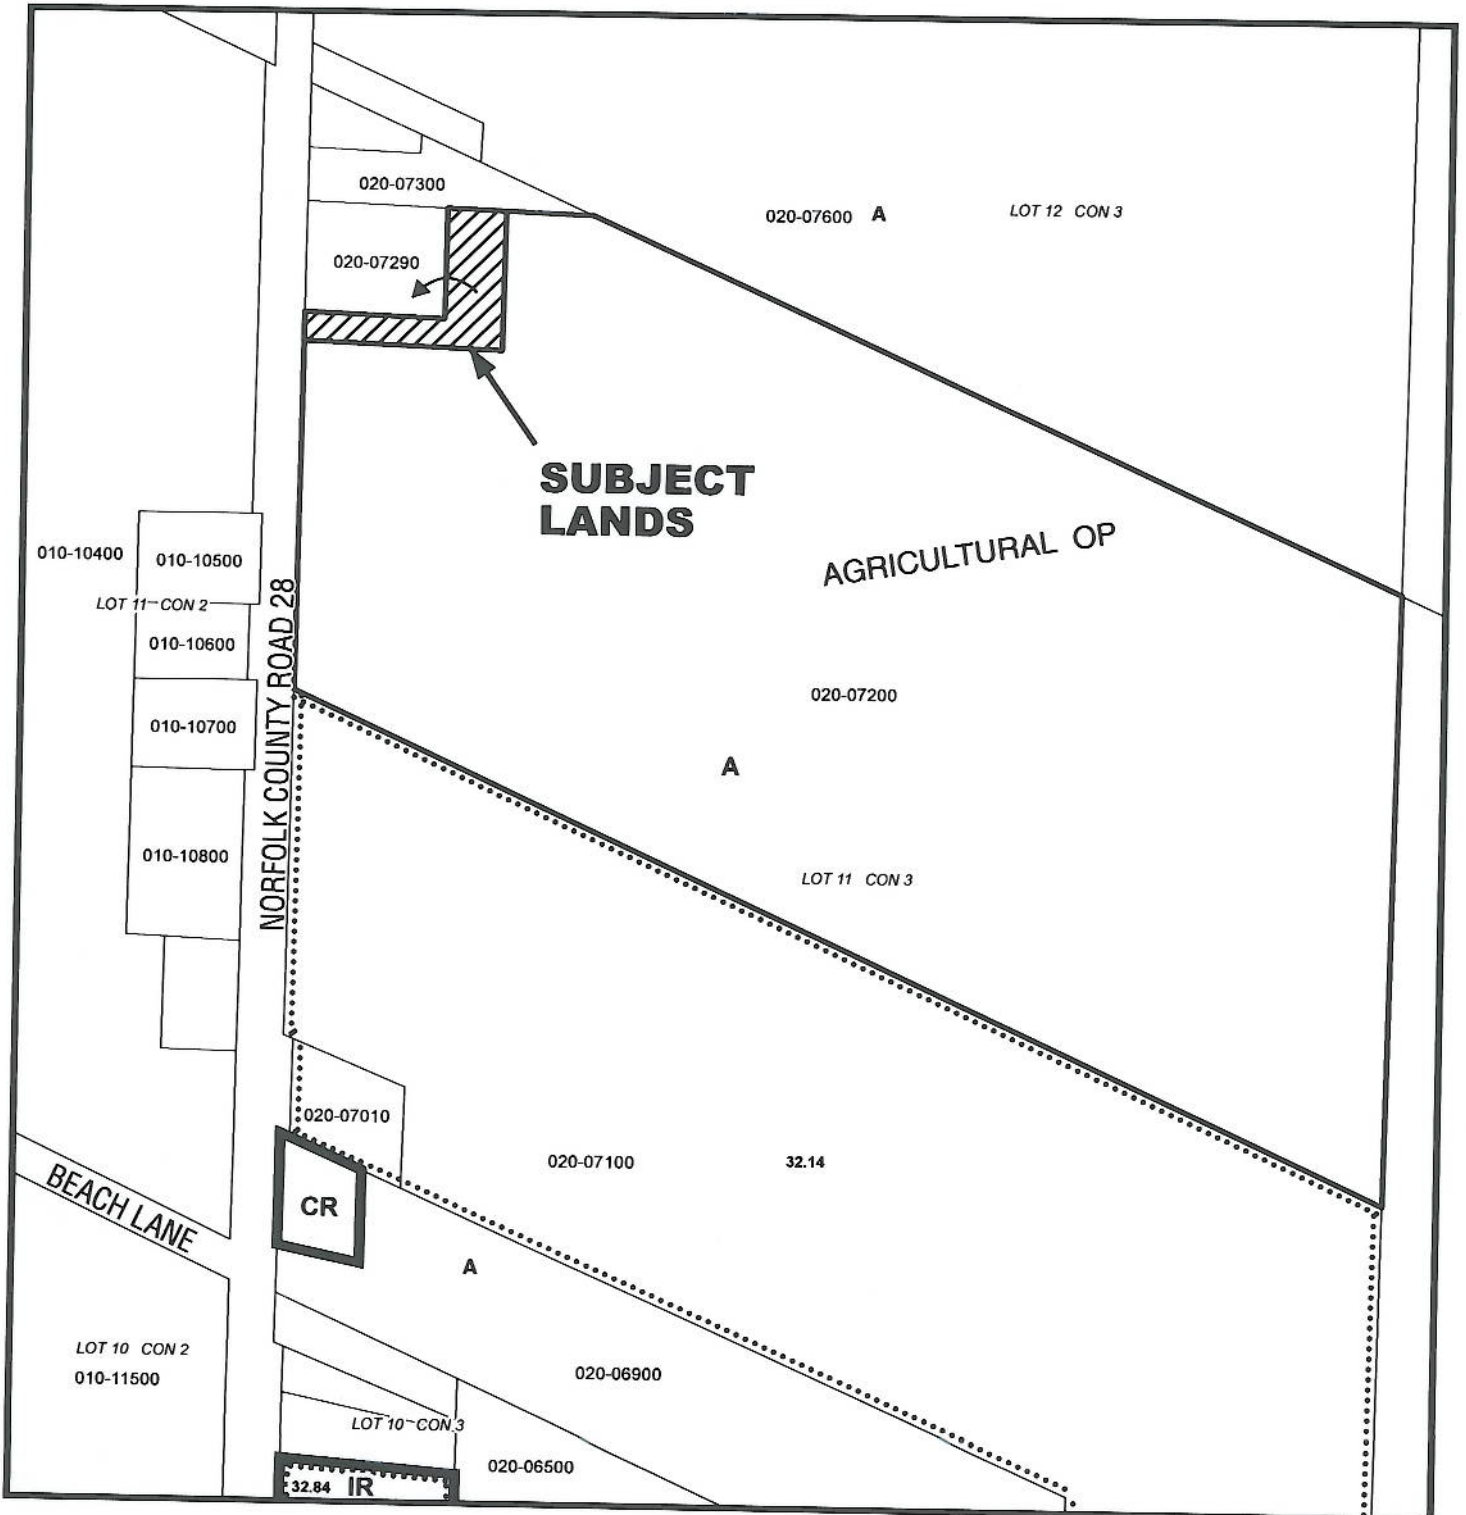 020-07300
020-07600 A
LOT 12 CON 3
020-07290
SUBJECT
LANDS
AGRICULTURAL OP
010-10400
010-10500
LOT 11 CON 2
010-10600
NORFOLK COUNTY ROAD 28
020-07200
010-10700
A
010-10800
LOT 11 CON 3
020-07010
020-07100
32.14
BEACH LANE
CR
A
LOT 10 CON 2
010-11500
020-06900
LOT 10 CON 3
020-06500
32.84
IR